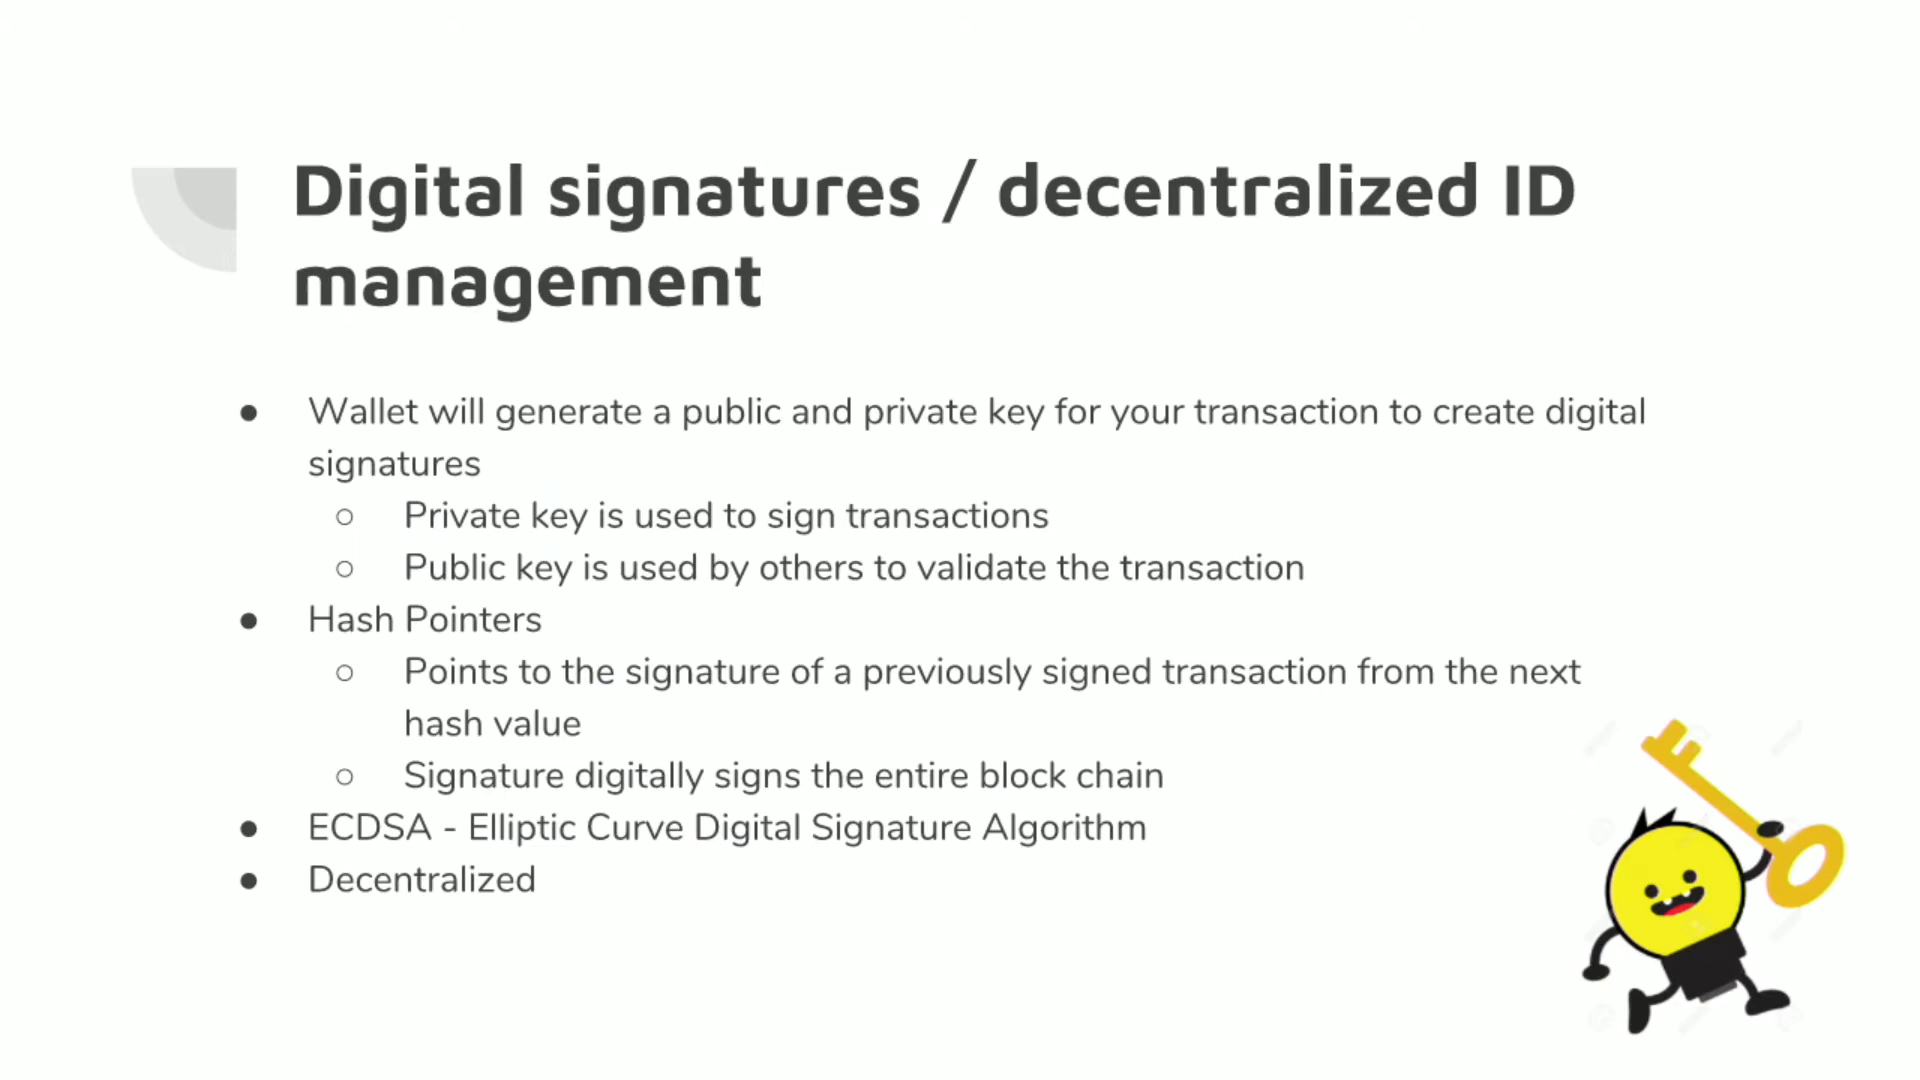 Digital signatures / decentralized ID
management
● Wallet will generate a public and private key for your transaction to create digital
signatures
○ Private key is used to sign transactions
○ Public key is used by others to validate the transaction
● Hash Pointers
○ Points to the signature of a previously signed transaction from the next
hash value
○ Signature digitally signs the entire block chain
● ECDSA - Elliptic Curve Digital Signature Algorithm
● Decentralized